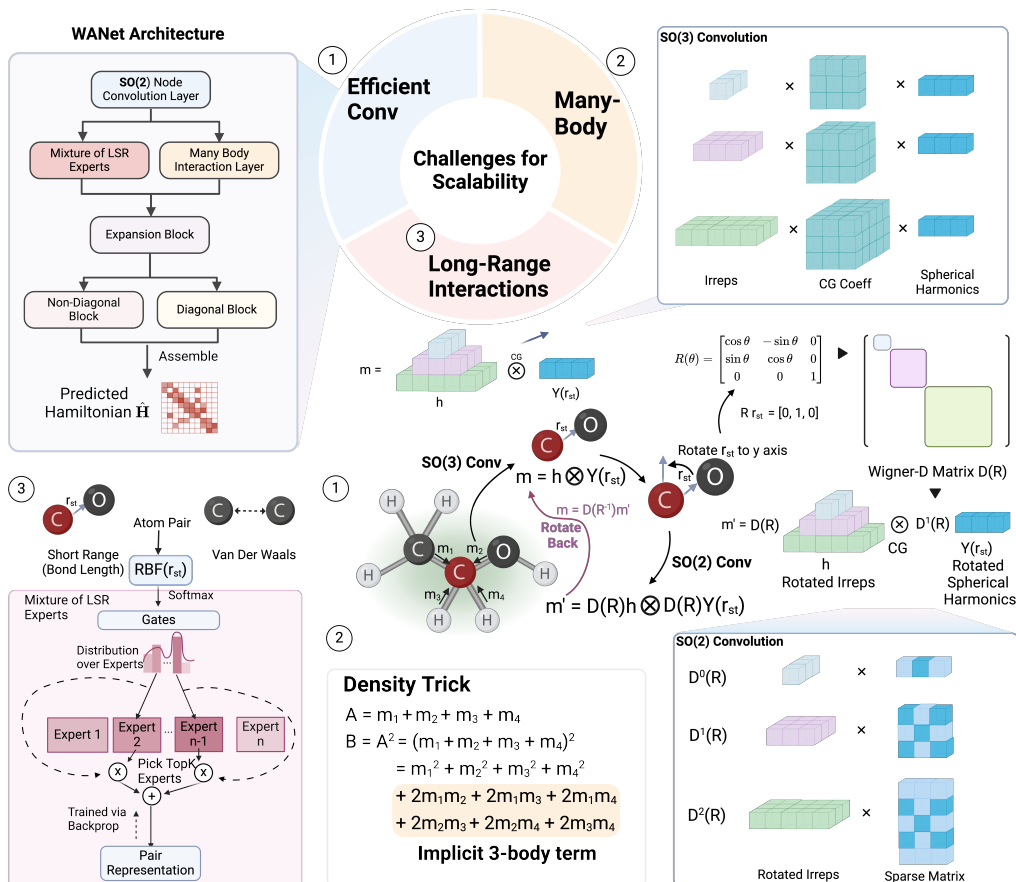 WANet Architecture
SO(2) Node
Convolution Layer
Mixture of LSR
Experts
Many Body
Interaction Layer
Expansion Block
Non-Diagonal
Block
Diagonal Block
Assemble
Predicted
Hamiltonian Ĥ
1
Efficient
Conv
2
Many-
Body
Challenges for
Scalability
3
Long-Range
Interactions
SO(3) Convolution
×
×
×
×
×
×
Irreps
CG Coeff
Spherical
Harmonics
m =
h
CG
⊗
Y(rst)
R(θ) = [cos θ −sin θ 0
sin θ cos θ 0
0 0 1]
R rst = [0, 1, 0]
Wigner-D Matrix D(R)
m' = D(R)
h
Rotated Irreps
⊗
CG
D¹(R)
Y(rst)
Rotated
Spherical
Harmonics
1
SO(3) Conv
C
rst
O
m = h ⊗ Y(rst)
m = D(R⁻¹)m'
Rotate
Back
Rotate rst to y axis
C
rst
O
SO(2) Conv
m' = D(R)h ⊗ D(R)Y(rst)
H
H
C
m₁
m₂
O
H
C
H
m₃
m₄
H
H
3
C
rst
O
Short Range
(Bond Length)
Atom Pair
C
C
Van Der Waals
RBF(rst)
Softmax
Mixture of LSR
Experts
Gates
Distribution
over Experts
...
Expert 1
Expert
2
...
Expert
n-1
Expert
n
x
Pick TopK
Experts
x
+
Trained via
Backprop
Pair
Representation
2
Density Trick
A = m₁ + m₂ + m₃ + m₄
B = A² = (m₁ + m₂ + m₃ + m₄)²
= m₁² + m₂² + m₃² + m₄²
+ 2m₁m₂ + 2m₁m₃ + 2m₁m₄
+ 2m₂m₃ + 2m₂m₄ + 2m₃m₄
Implicit 3-body term
SO(2) Convolution
D⁰(R)
×
D¹(R)
×
D²(R)
×
Rotated Irreps
Sparse Matrix